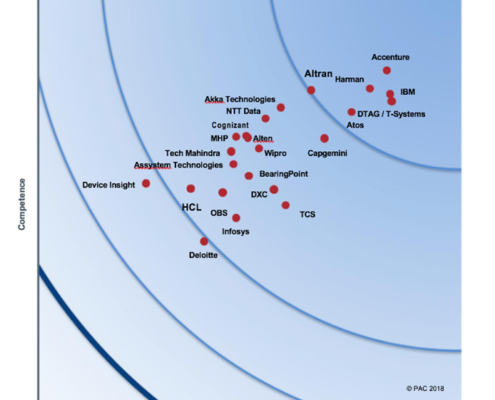 Accenture
Altran
Harman
IBM
Akka Technologies
NTT Data
DTAG / T-Systems
Atos
Cognizant
MHP
Alten
Tech Mahindra
Wipro
Capgemini
Assystem Technologies
BearingPoint
Device Insight
DXC
HCL
OBS
TCS
Infosys
Deloitte
Competence
© PAC 2018